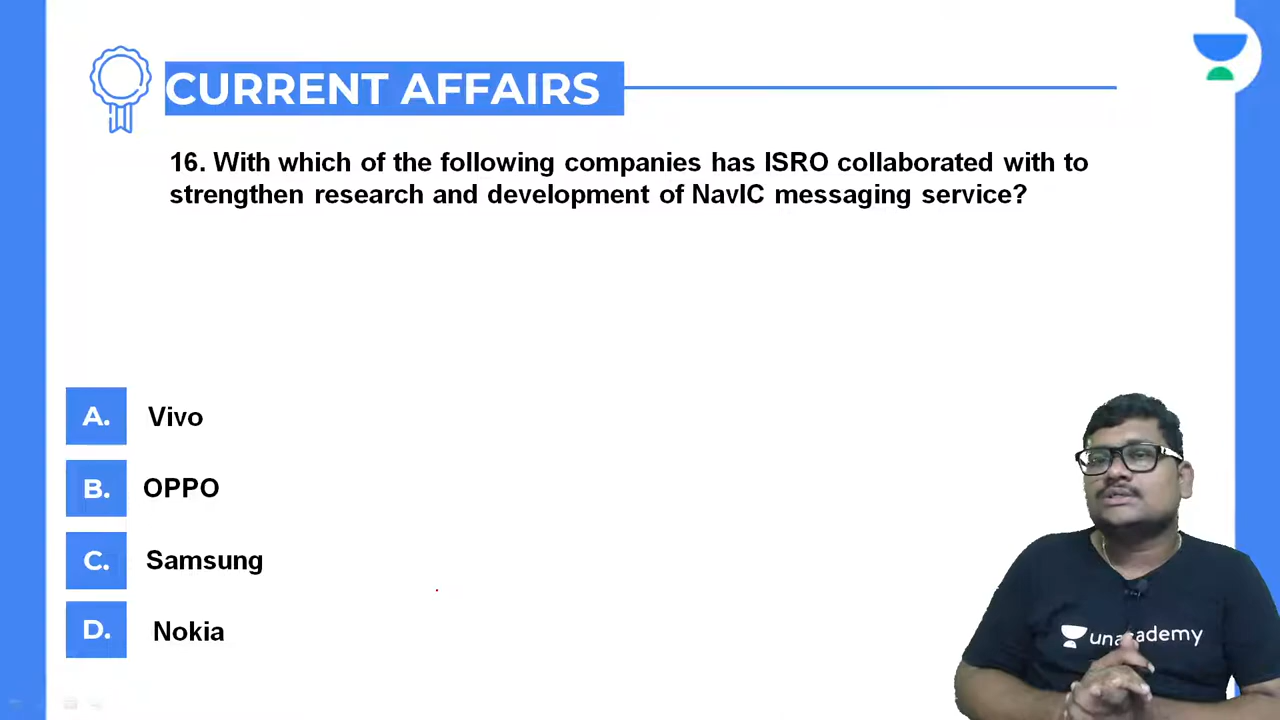 CURRENT AFFAIRS
16. With which of the following companies has ISRO collaborated with to
strengthen research and development of NavIC messaging service?
A. Vivo
B. OPPO
C. Samsung
D. Nokia
unacademy